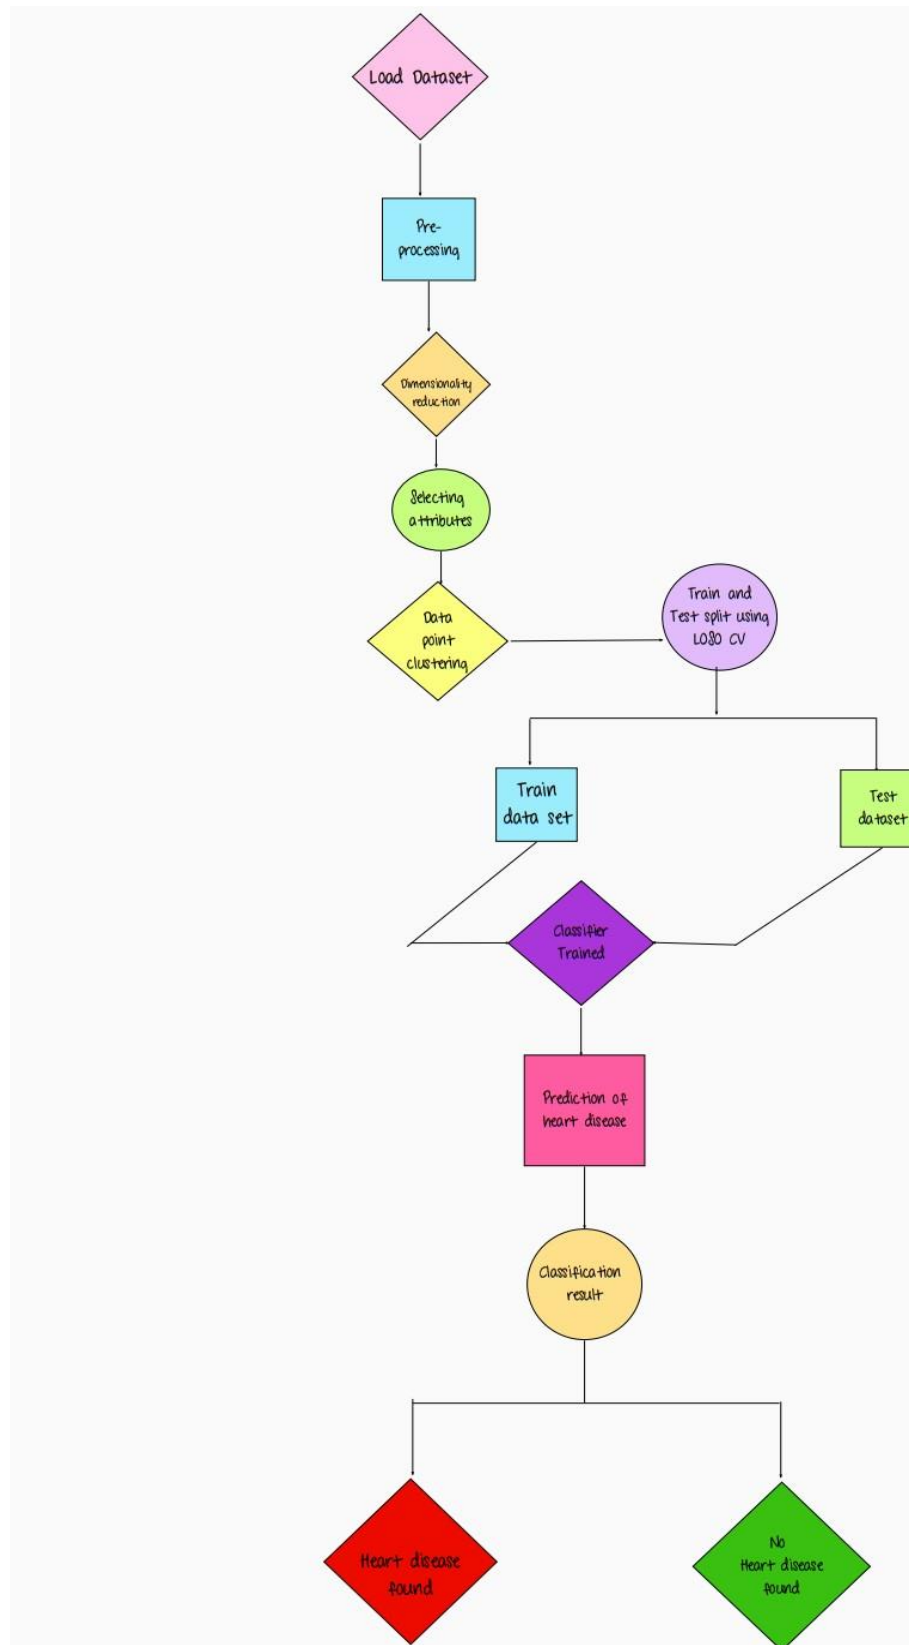 Load Dataset
Pre-
processing
Dimensionality
reduction
Selecting
attributes
Data
point
clustering
Train and
Test split using
LOSO CV
Train
data set
Test
dataset
Classifier
Trained
Prediction of
heart disease
Classification
result
Heart disease
found
No
Heart disease
found